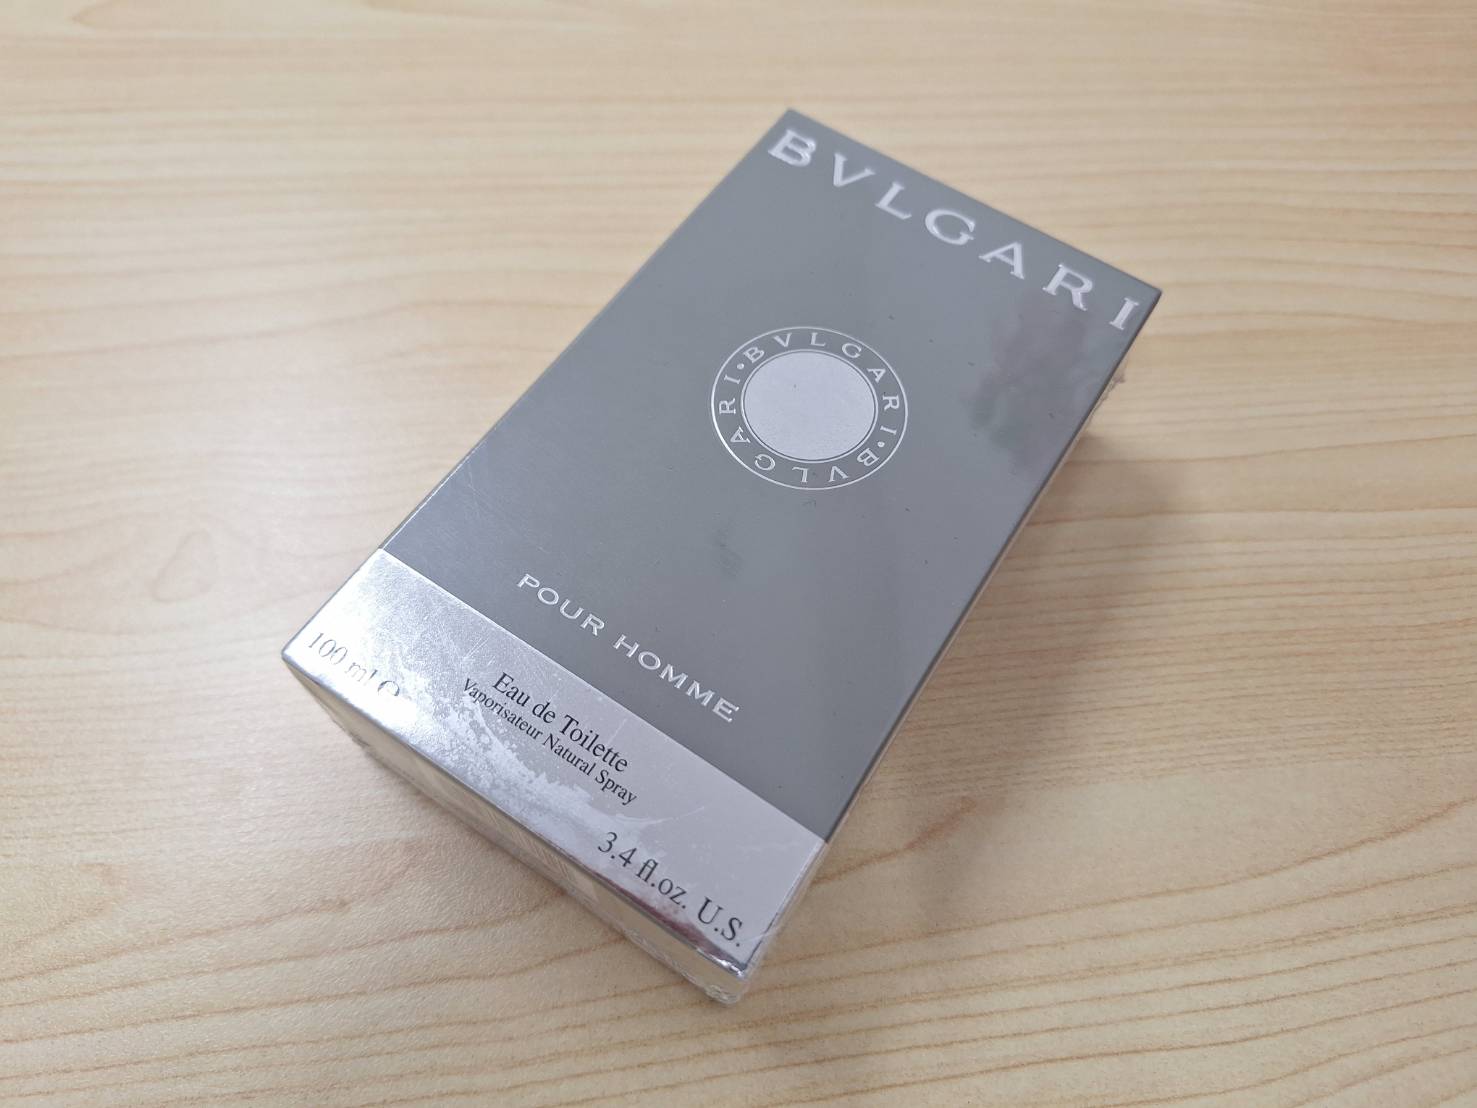 BVLGARI
BVLGARI•BVLGARI•
POUR HOMME
100 ml ℮
Eau de Toilette
Vaporisateur Natural Spray
3.4 fl.oz. U.S.